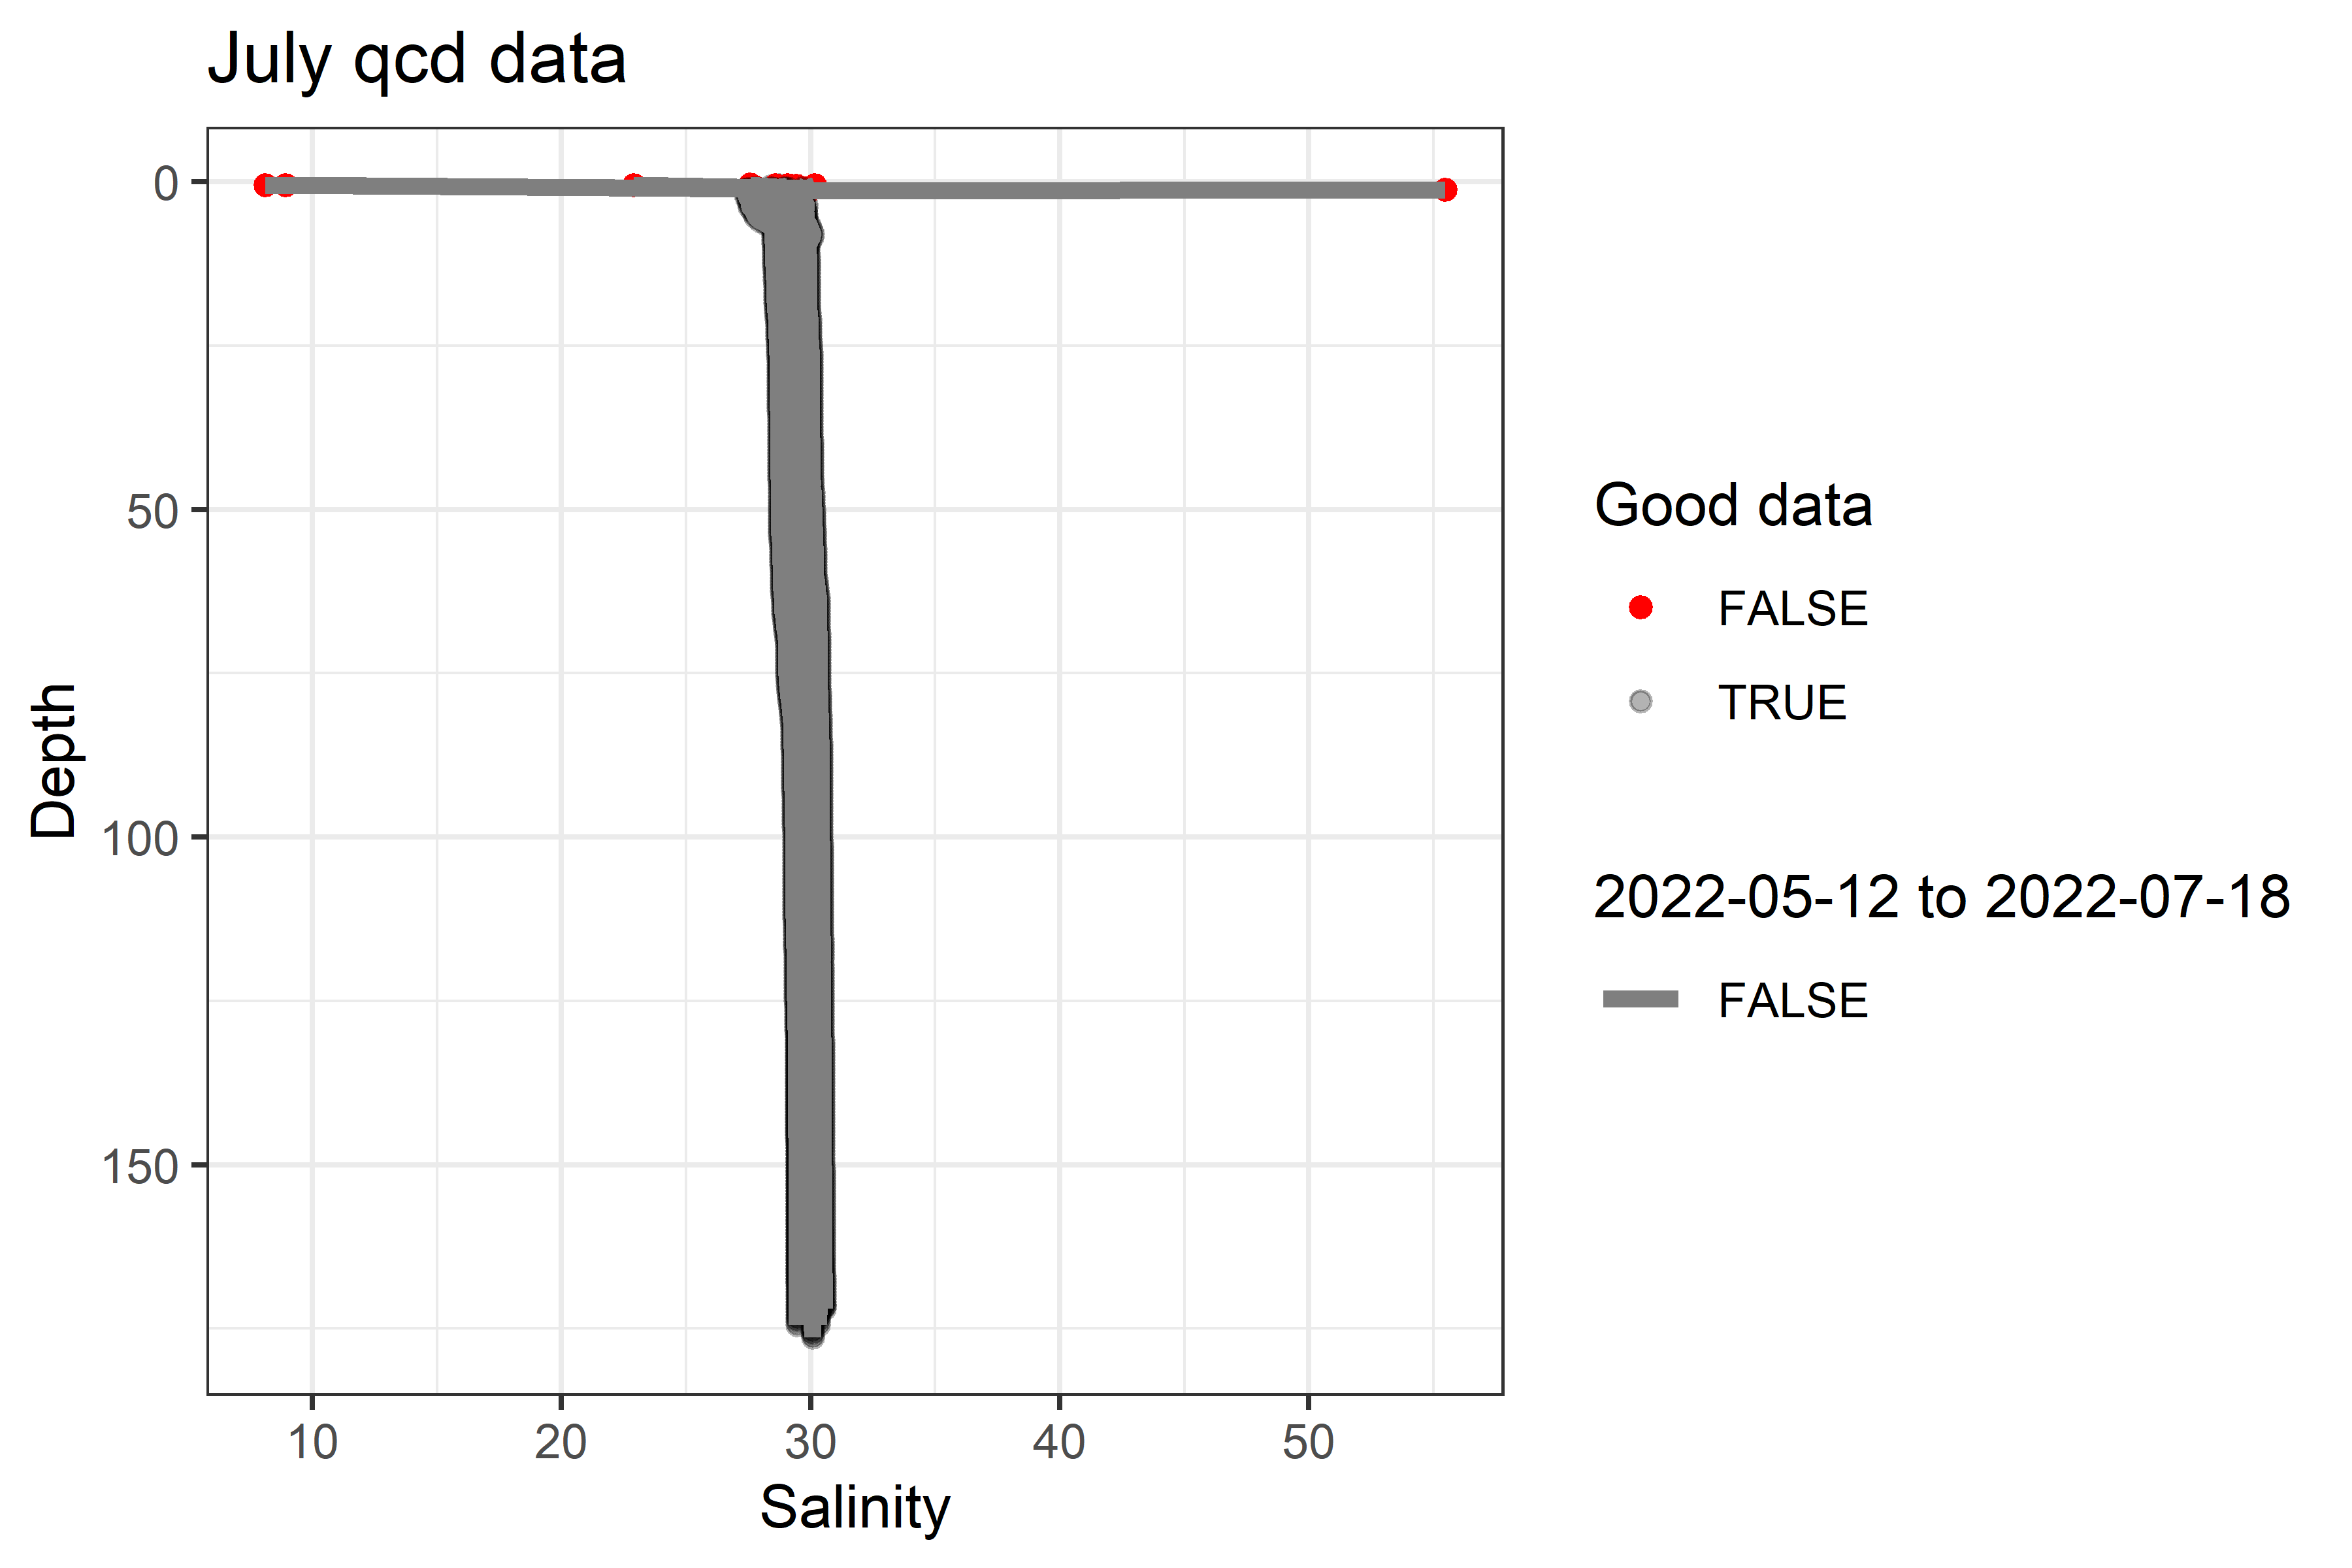 July qcd data
0
50
100
150
Depth
10 20 30 40 50
Salinity
Good data
FALSE
TRUE
2022-05-12 to 2022-07-18
FALSE